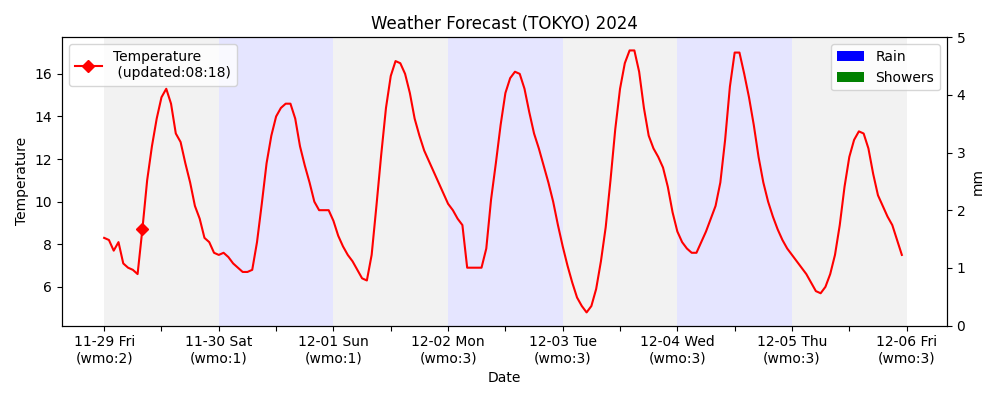 Weather Forecast (TOKYO) 2024
Temperature
(updated:08:18)
Rain
Showers
Temperature
16
14
12
10
8
6
5
4
3
2
1
0
mm
11-29 Fri
(wmo:2)
11-30 Sat
(wmo:1)
12-01 Sun
(wmo:1)
12-02 Mon
(wmo:3)
12-03 Tue
(wmo:3)
12-04 Wed
(wmo:3)
12-05 Thu
(wmo:3)
12-06 Fri
(wmo:3)
Date